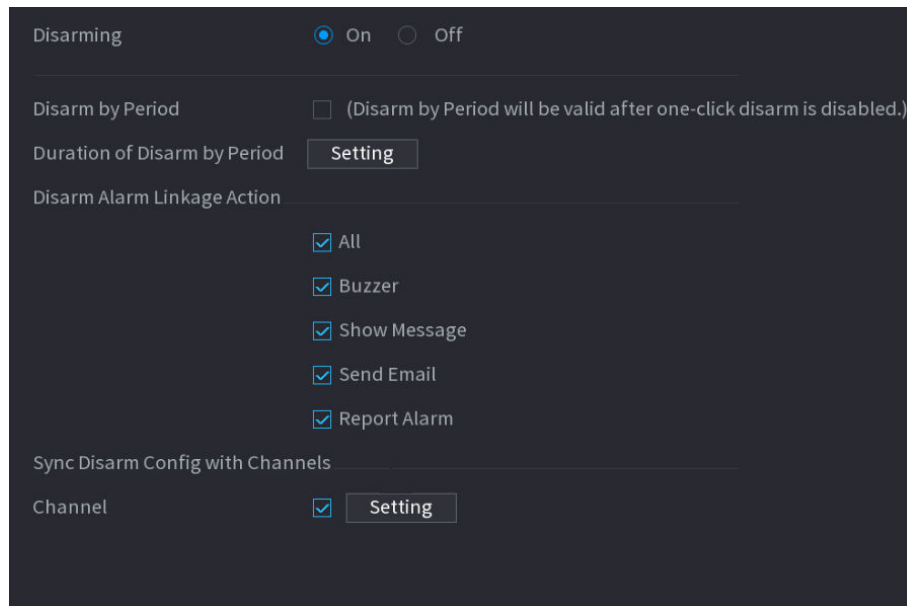 Disarming On Off
Disarm by Period (Disarm by Period will be valid after one-click disarm is disabled.)
Duration of Disarm by Period Setting
Disarm Alarm Linkage Action
All
Buzzer
Show Message
Send Email
Report Alarm
Sync Disarm Config with Channels
Channel Setting